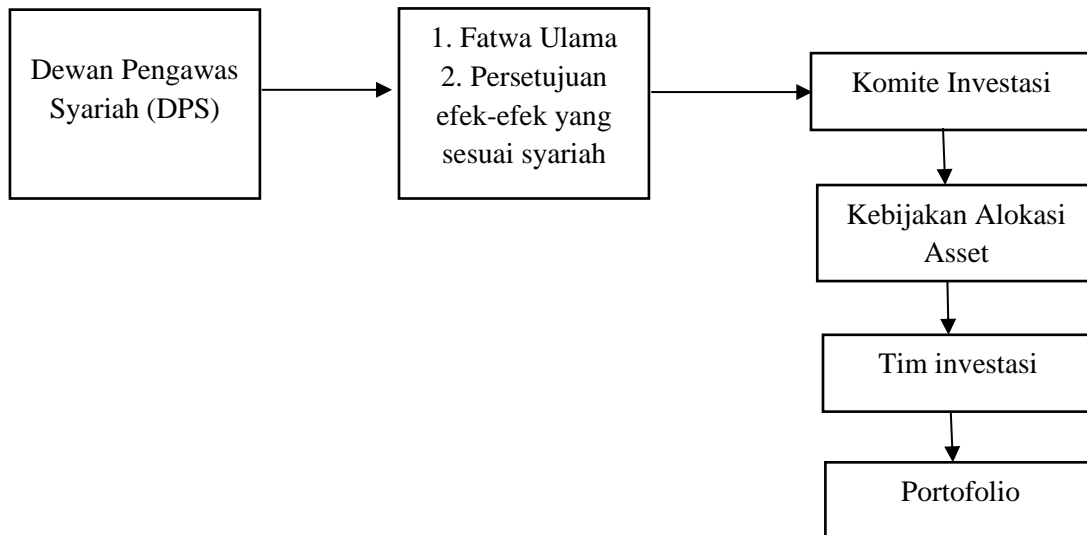 Dewan Pengawas
Syariah (DPS)
1. Fatwa Ulama
2. Persetujuan
efek-efek yang
sesuai syariah
Komite Investasi
Kebijakan Alokasi
Asset
Tim investasi
Portofolio